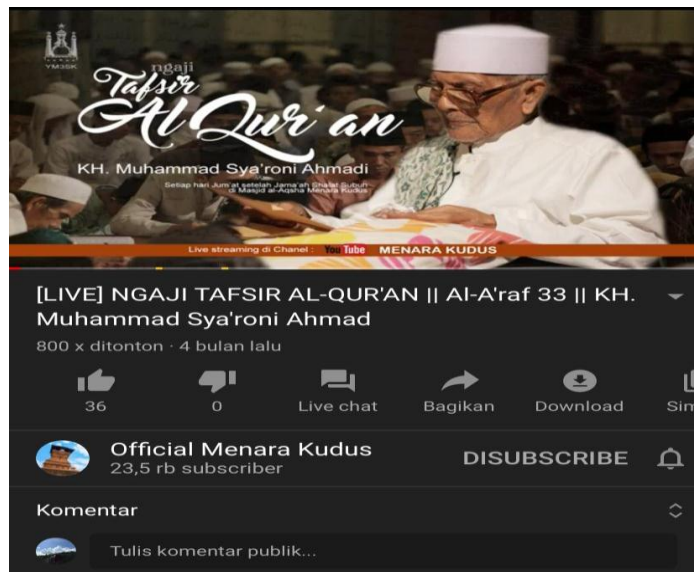 YM3SK
ngaji
Tafsir
Al Qur'an
KH. Muhammad Sya'roni Ahmadi
Setiap hari Jum'at setelah Jama'ah Shalat Subuh
di Masjid al-Aqsha Menara Kudus
Live streaming di Chanel : YouTube MENARA KUDUS
[LIVE] NGAJI TAFSIR AL-QUR'AN || Al-A'raf 33 || KH.
Muhammad Sya'roni Ahmad
800 x ditonton · 4 bulan lalu
36 0 Live chat Bagikan Download Sim
Official Menara Kudus
23,5 rb subscriber
DISUBSCRIBE
Komentar
Tulis komentar publik...